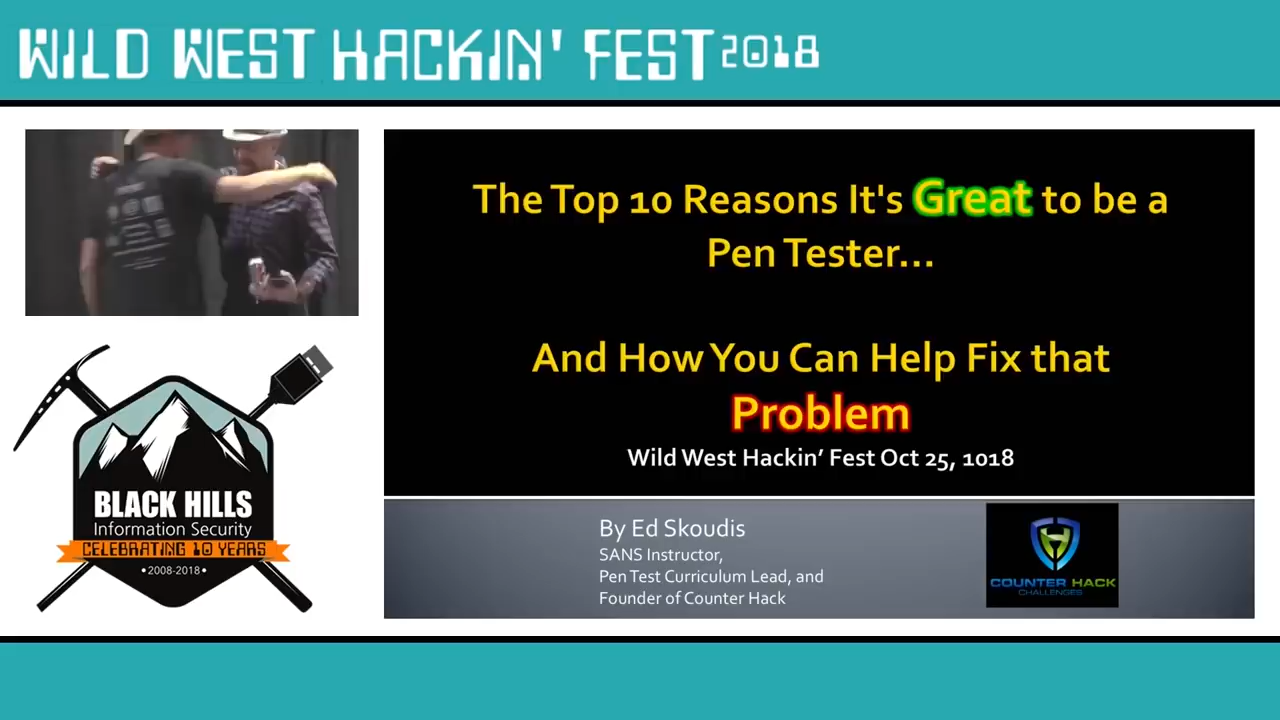 WILD WEST HACKIN' FEST 2018
The Top 10 Reasons It's Great to be a
Pen Tester...
And How You Can Help Fix that
Problem
Wild West Hackin’ Fest Oct 25, 1018
By Ed Skoudis
SANS Instructor,
Pen Test Curriculum Lead, and
Founder of Counter Hack
COUNTER HACK
CHALLENGES
BLACK HILLS
Information Security
CELEBRATING 10 YEARS
•2008-2018•